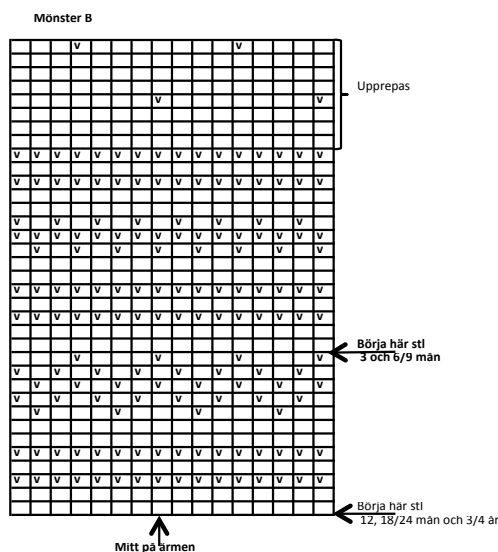 Mönster B
v v
Upprepas
v v
v v v v v v v v v v v v v v v v
v v v v v v v v v v v v v v v v
v v v v v v v v
v v v v v v v v v v v v v v v v
v v v v v v v v
v v v v v v v v v v v v v v v v
v v v v v v v v v v v v v v v v
Börja här stl
3 och 6/9 mån
v v v v
v v v v v v v v
v v v v v v v v
v v v v v v v v
v v v v
v v v v v v v v v v v v v v v v
v v v v v v v v v v v v v v v v
Börja här stl
12, 18/24 mån och 3/4 år
Mitt på ärmen